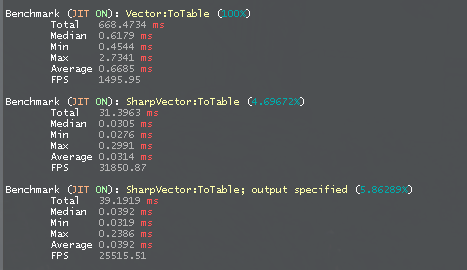 Benchmark (JIT ON): Vector:ToTable (100%)
Total 668.4734 ms
Median 0.6179 ms
Min 0.4544 ms
Max 2.7341 ms
Average 0.6685 ms
FPS 1495.95
Benchmark (JIT ON): SharpVector:ToTable (4.69672%)
Total 31.3963 ms
Median 0.0305 ms
Min 0.0276 ms
Max 0.2991 ms
Average 0.0314 ms
FPS 31850.87
Benchmark (JIT ON): SharpVector:ToTable; output specified (5.86289%)
Total 39.1919 ms
Median 0.0392 ms
Min 0.0319 ms
Max 0.2386 ms
Average 0.0392 ms
FPS 25515.51